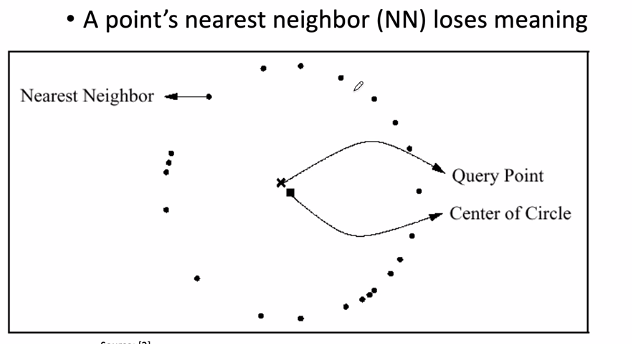 • A point's nearest neighbor (NN) loses meaning
Nearest Neighbor
Query Point
Center of Circle